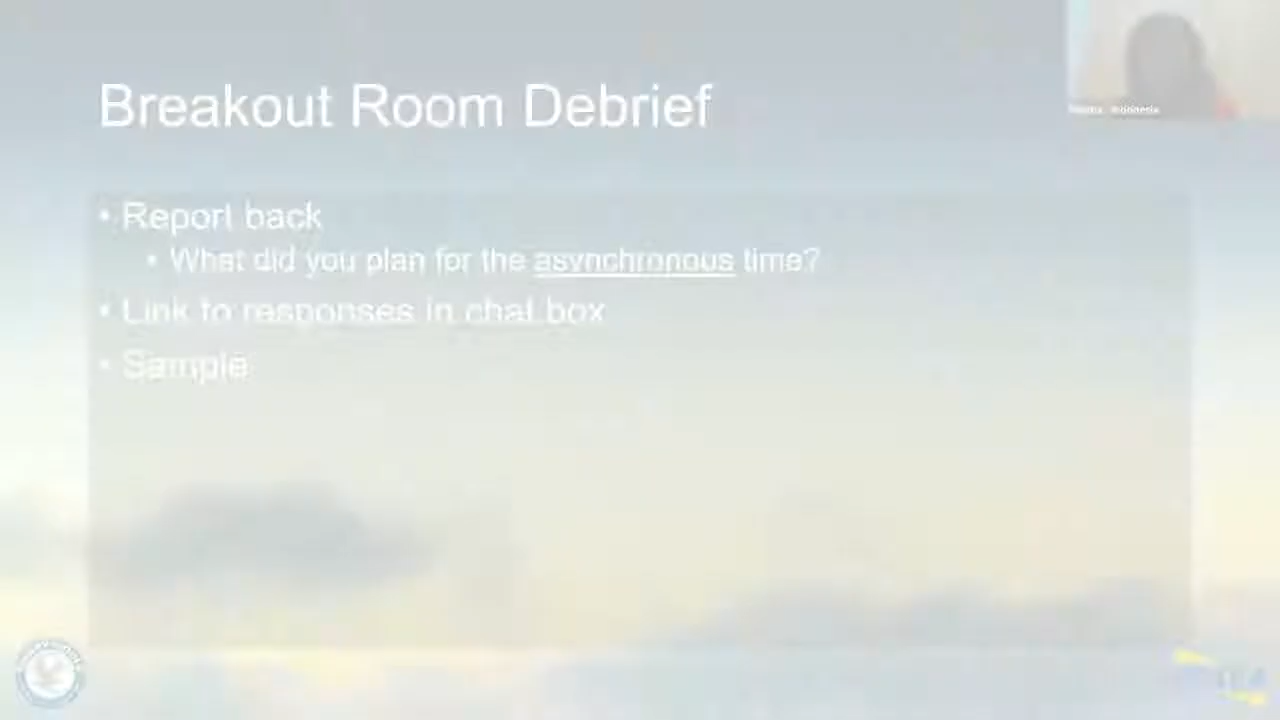 Breakout Room Debrief
Indonesia
• Report back
• What did you plan for the asynchronous time?
• Link to responses in chat box
• Sample